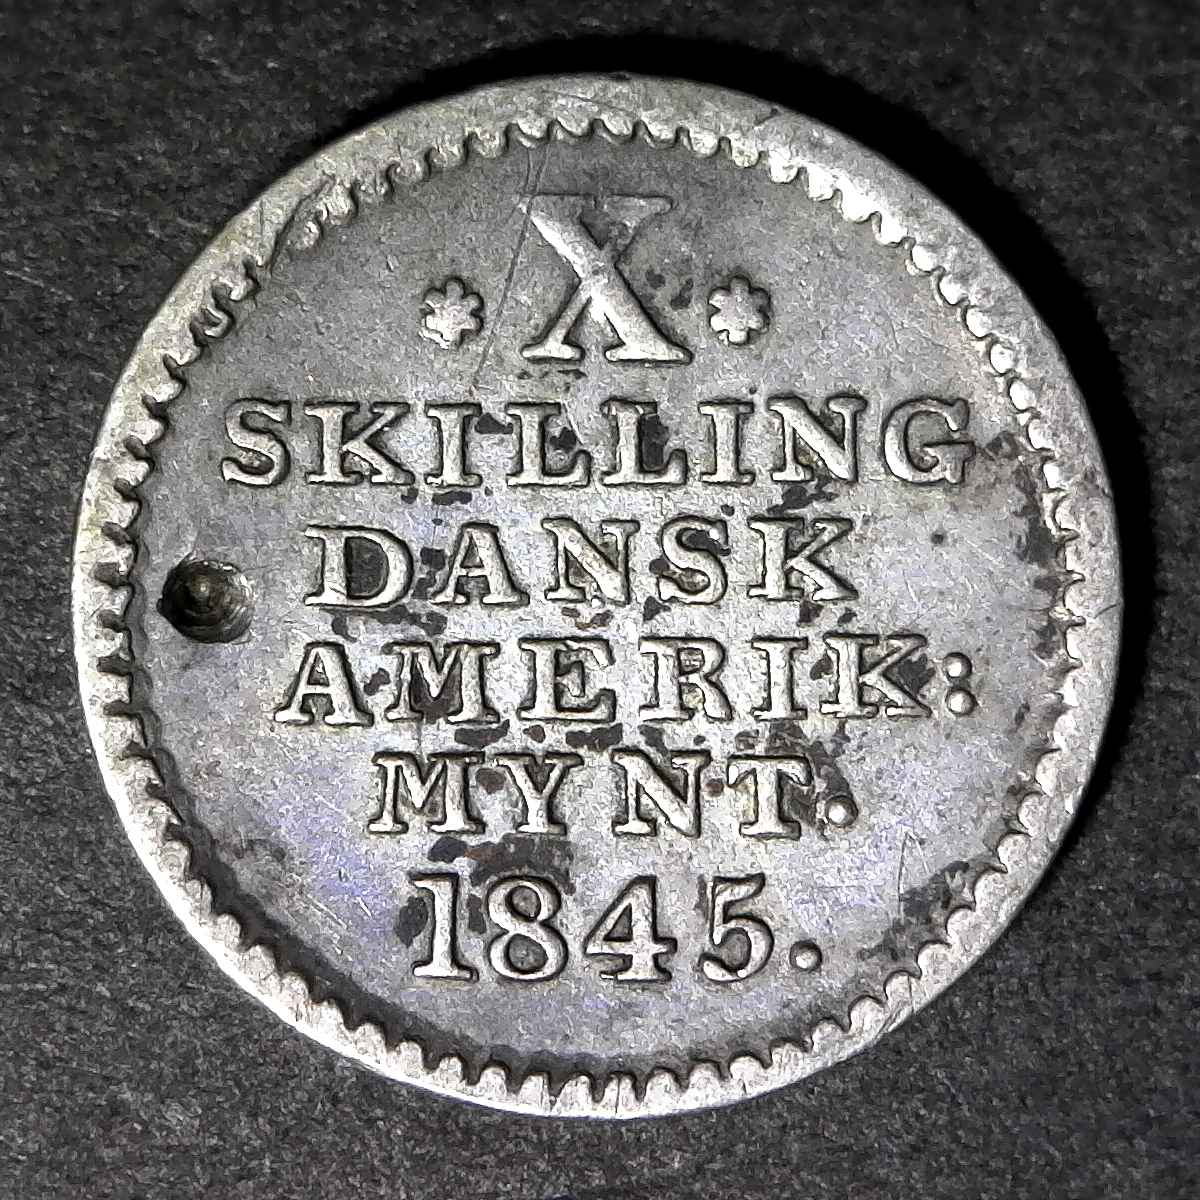 X
SKILLING
DANSK
AMERIK:
MYNT.
1845.